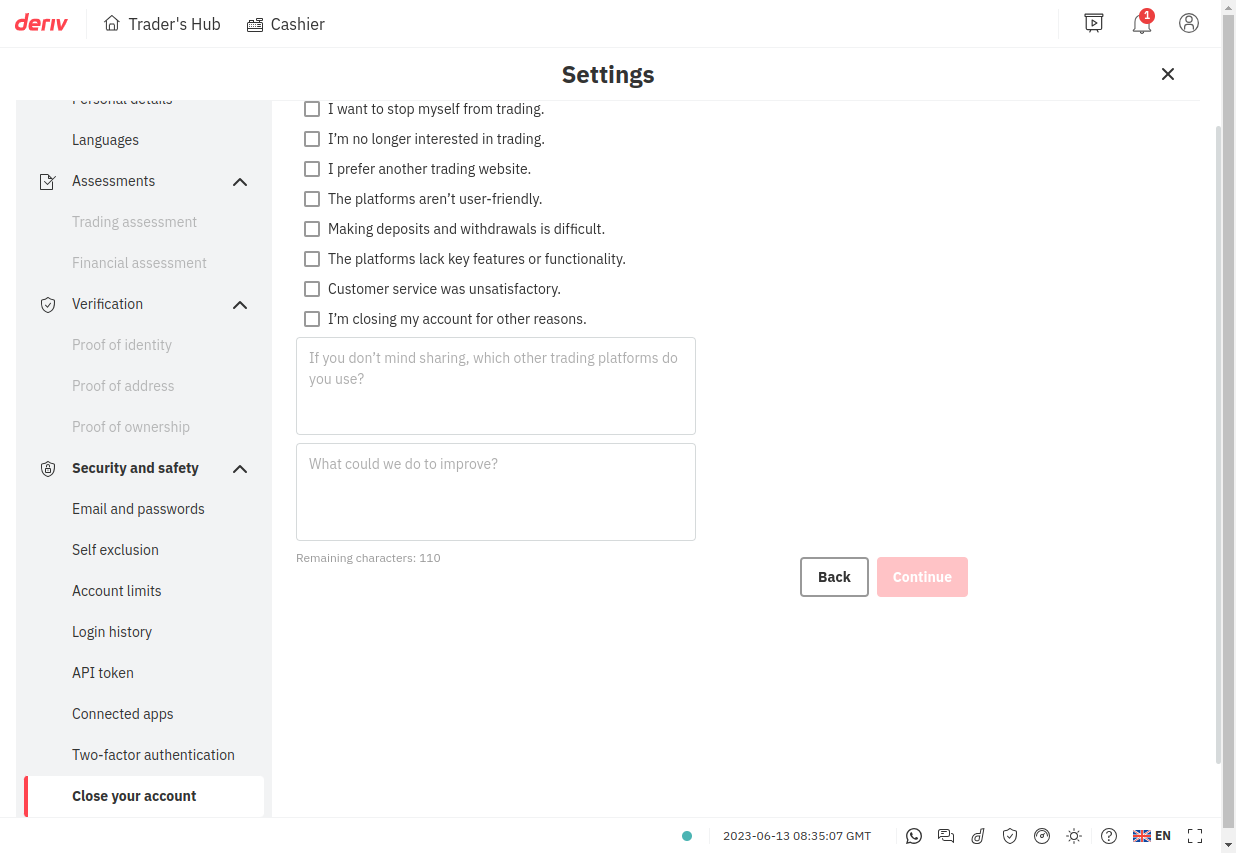 deriv
Trader's Hub
Cashier
1
Settings
Personal details
Languages
Assessments
Trading assessment
Financial assessment
Verification
Proof of identity
Proof of address
Proof of ownership
Security and safety
Email and passwords
Self exclusion
Account limits
Login history
API token
Connected apps
Two-factor authentication
Close your account
I want to stop myself from trading.
I’m no longer interested in trading.
I prefer another trading website.
The platforms aren’t user-friendly.
Making deposits and withdrawals is difficult.
The platforms lack key features or functionality.
Customer service was unsatisfactory.
I’m closing my account for other reasons.
If you don’t mind sharing, which other trading platforms do
you use?
What could we do to improve?
Remaining characters: 110
Back
Continue
2023-06-13 08:35:07 GMT
EN